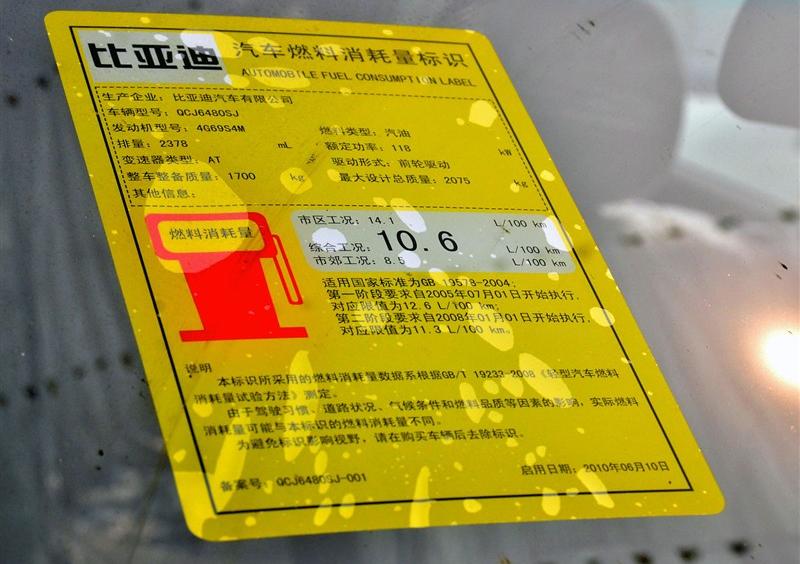 比亚迪 汽车燃料消耗量标识
AUTOMOBILE FUEL CONSUMPTION LABEL
生产企业: 比亚迪汽车有限公司
车辆型号: QCJ6480SJ
发动机型号: 4G69S4M 燃料类型: 汽油
排量: 2378 mL 额定功率: 118 kW
变速器类型: AT 驱动形式: 前轮驱动
整车整备质量: 1700 kg 最大设计总质量: 2075 kg
其他信息:
燃料消耗量
市区工况: 14.1 L/100 km
综合工况: 10.6 L/100 km
市郊工况: 8.5 L/100 km
适用国家标准为GB 19578-2004;
第一阶段要求自2005年07月01日开始执行,
对应限值为12.6 L/100 km;
第二阶段要求自2008年01月01日开始执行,
对应限值为11.3 L/100 km。
说明
本标识所采用的燃料消耗量数据系根据GB/T 19233-2008《轻型汽车燃料
消耗量试验方法》测定。
由于驾驶习惯、道路状况、气候条件和燃料品质等因素的影响，实际燃料
消耗量可能与本标识的燃料消耗量不同。
为避免标识影响视野，请在购买车辆后去除标识。
备案号: QCJ6480SJ-001 启用日期: 2010年06月10日